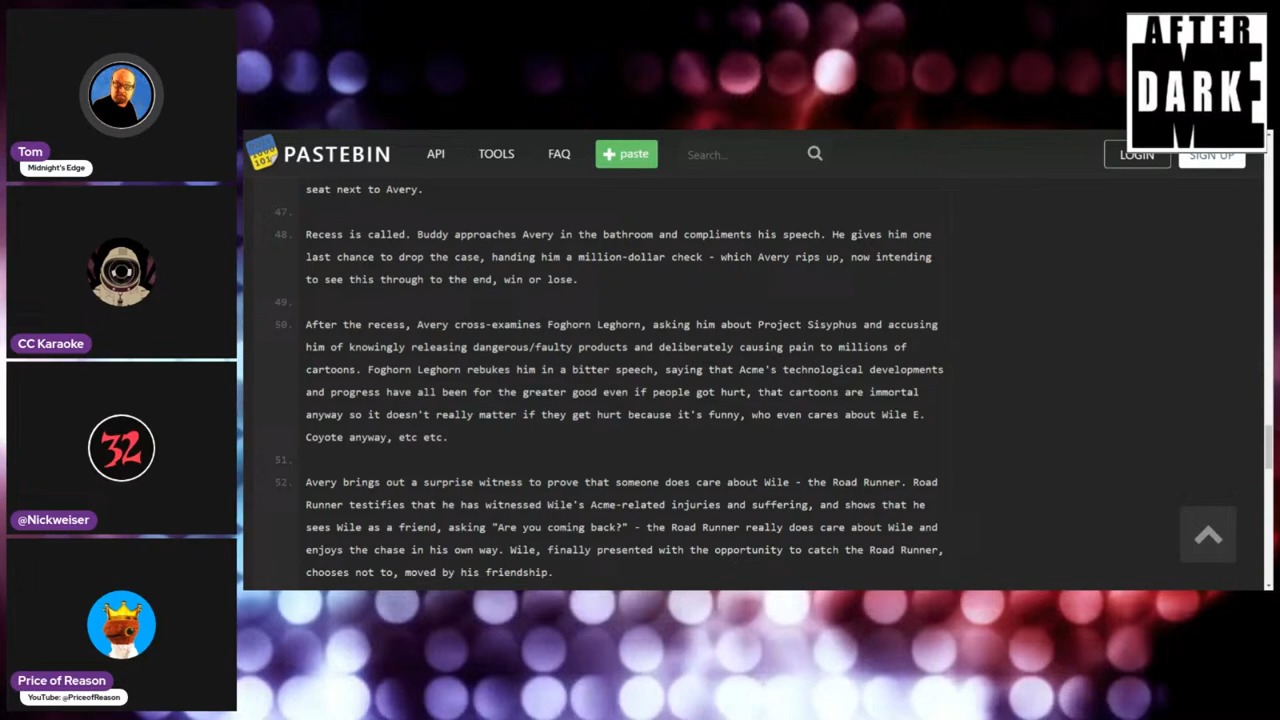 Tom
Midnight's Edge
CC Karaoke
32
@Nickweiser
Price of Reason
YouTube: @PriceofReason
AFTER
DARK
ME
PASTEBIN
API
TOOLS
FAQ
+ paste
Search...
LOGIN
SIGN UP
seat next to Avery.
47.
48. Recess is called. Buddy approaches Avery in the bathroom and compliments his speech. He gives him one
last chance to drop the case, handing him a million-dollar check - which Avery rips up, now intending
to see this through to the end, win or lose.
49.
50. After the recess, Avery cross-examines Foghorn Leghorn, asking him about Project Sisyphus and accusing
him of knowingly releasing dangerous/faulty products and deliberately causing pain to millions of
cartoons. Foghorn Leghorn rebukes him in a bitter speech, saying that Acme's technological developments
and progress have all been for the greater good even if people got hurt, that cartoons are immortal
anyway so it doesn't really matter if they get hurt because it's funny, who even cares about Wile E.
Coyote anyway, etc etc.
51.
52. Avery brings out a surprise witness to prove that someone does care about Wile - the Road Runner. Road
Runner testifies that he has witnessed Wile's Acme-related injuries and suffering, and shows that he
sees Wile as a friend, asking "Are you coming back?" - the Road Runner really does care about Wile and
enjoys the chase in his own way. Wile, finally presented with the opportunity to catch the Road Runner,
chooses not to, moved by his friendship.